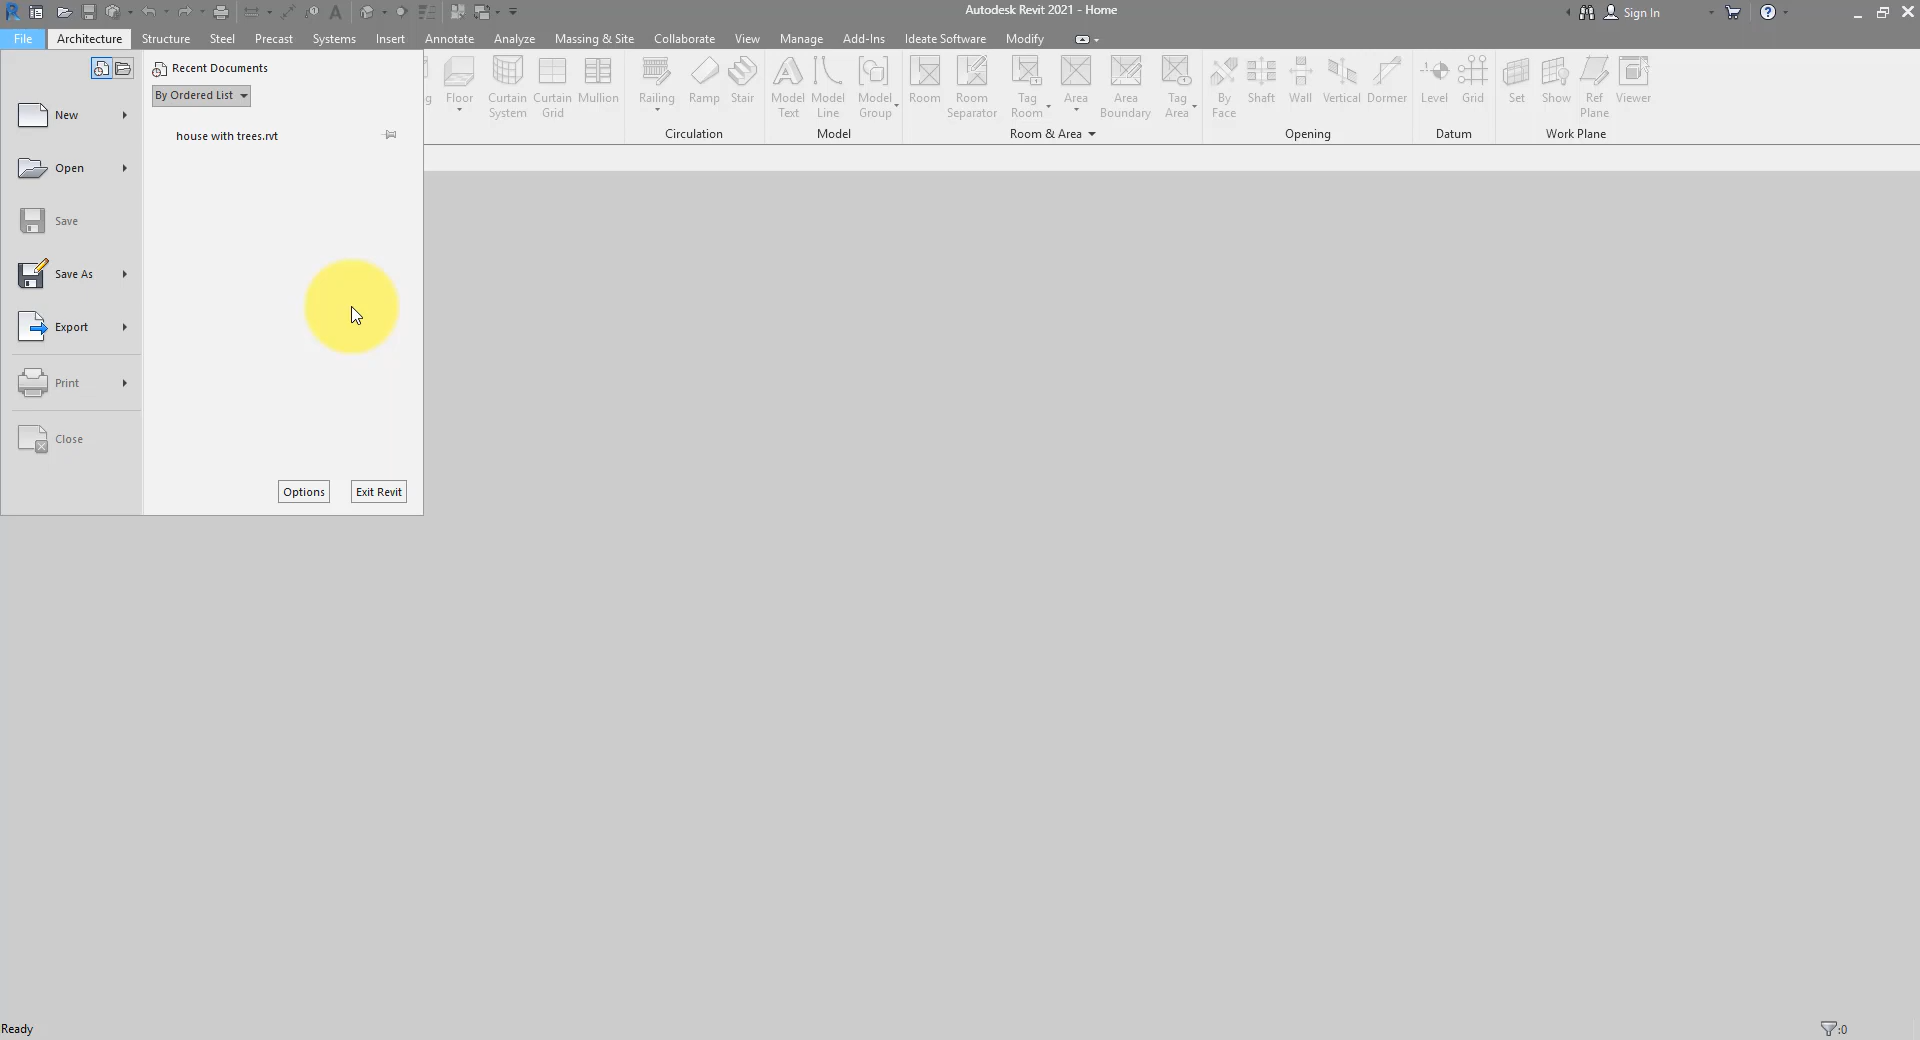 Autodesk Revit 2021 - Home
Sign In
File Architecture Structure Steel Precast Systems Insert Annotate Analyze Massing & Site Collaborate View Manage Add-Ins Ideate Software Modify
Recent Documents
By Ordered List
house with trees.rvt
New
Open
Save
Save As
Export
Print
Close
Options
Exit Revit
g
Floor
Curtain
System
Curtain
Grid
Mullion
Railing
Ramp
Stair
Circulation
Model
Text
Model
Line
Model
Group
Model
Room
Room
Separator
Tag
Room
Area
Area
Boundary
Tag
Area
Room & Area
By
Face
Shaft
Wall
Vertical
Dormer
Opening
Level
Grid
Datum
Set
Show
Ref
Plane
Viewer
Work Plane
Ready
:0